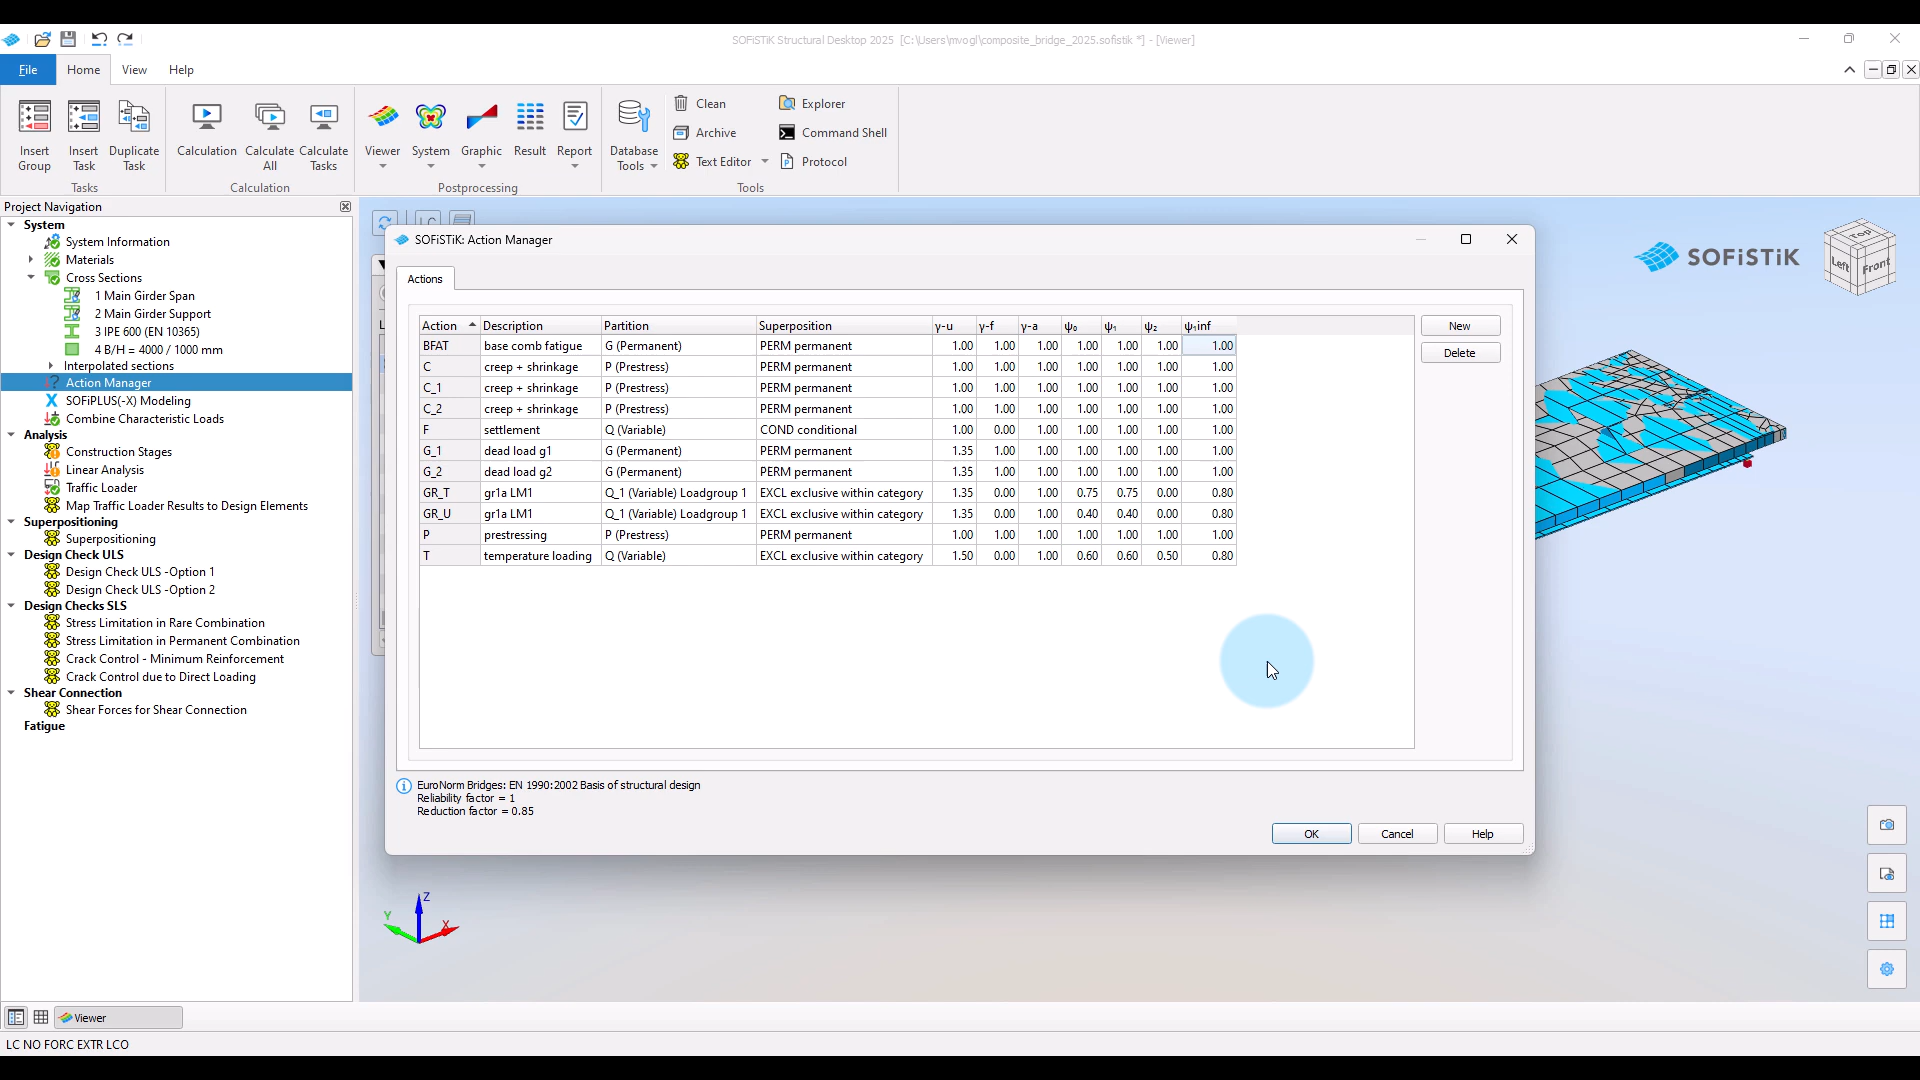 SOFiSTiK Structural Desktop 2025 [C:\Users\mvogl\composite_bridge_2025.sofistik *] - [Viewer]
File Home View Help
Insert Group
Insert Task
Duplicate Task
Tasks
Calculation
Calculate All
Calculate Tasks
Calculation
Viewer
System
Graphic
Result
Report
Postprocessing
Database Tools
Clean
Archive
Text Editor
Explorer
Command Shell
Protocol
Tools
Project Navigation
System
System Information
Materials
Cross Sections
1 Main Girder Span
2 Main Girder Support
3 IPE 600 (EN 10365)
4 B/H = 4000 / 1000 mm
Interpolated sections
Action Manager
SOFiPLUS(-X) Modeling
Combine Characteristic Loads
Analysis
Construction Stages
Linear Analysis
Traffic Loader
Map Traffic Loader Results to Design Elements
Superpositioning
Superpositioning
Design Check ULS
Design Check ULS -Option 1
Design Check ULS -Option 2
Design Checks SLS
Stress Limitation in Rare Combination
Stress Limitation in Permanent Combination
Crack Control - Minimum Reinforcement
Crack Control due to Direct Loading
Shear Connection
Shear Forces for Shear Connection
Fatigue
SOFiSTiK: Action Manager
Actions
Action Description Partition Superposition γ-u γ-f γ-a ψ₀ ψ₁ ψ₂ ψ₁inf
BFAT base comb fatigue G (Permanent) PERM permanent 1.00 1.00 1.00 1.00 1.00 1.00 1.00
C creep + shrinkage P (Prestress) PERM permanent 1.00 1.00 1.00 1.00 1.00 1.00 1.00
C_1 creep + shrinkage P (Prestress) PERM permanent 1.00 1.00 1.00 1.00 1.00 1.00 1.00
C_2 creep + shrinkage P (Prestress) PERM permanent 1.00 1.00 1.00 1.00 1.00 1.00 1.00
F settlement Q (Variable) COND conditional 1.00 0.00 1.00 1.00 1.00 1.00 1.00
G_1 dead load g1 G (Permanent) PERM permanent 1.35 1.00 1.00 1.00 1.00 1.00 1.00
G_2 dead load g2 G (Permanent) PERM permanent 1.35 1.00 1.00 1.00 1.00 1.00 1.00
GR_T gr1a LM1 Q_1 (Variable) Loadgroup 1 EXCL exclusive within category 1.35 0.00 1.00 0.75 0.75 0.00 0.80
GR_U gr1a LM1 Q_1 (Variable) Loadgroup 1 EXCL exclusive within category 1.35 0.00 1.00 0.40 0.40 0.00 0.80
P prestressing P (Prestress) PERM permanent 1.00 1.00 1.00 1.00 1.00 1.00 1.00
T temperature loading Q (Variable) EXCL exclusive within category 1.50 0.00 1.00 0.60 0.60 0.50 0.80
New
Delete
EuroNorm Bridges: EN 1990:2002 Basis of structural design
Reliability factor = 1
Reduction factor = 0.85
OK Cancel Help
SOFiSTiK
Top
Left Front
Z
Y X
Viewer
LC NO FORC EXTR LCO